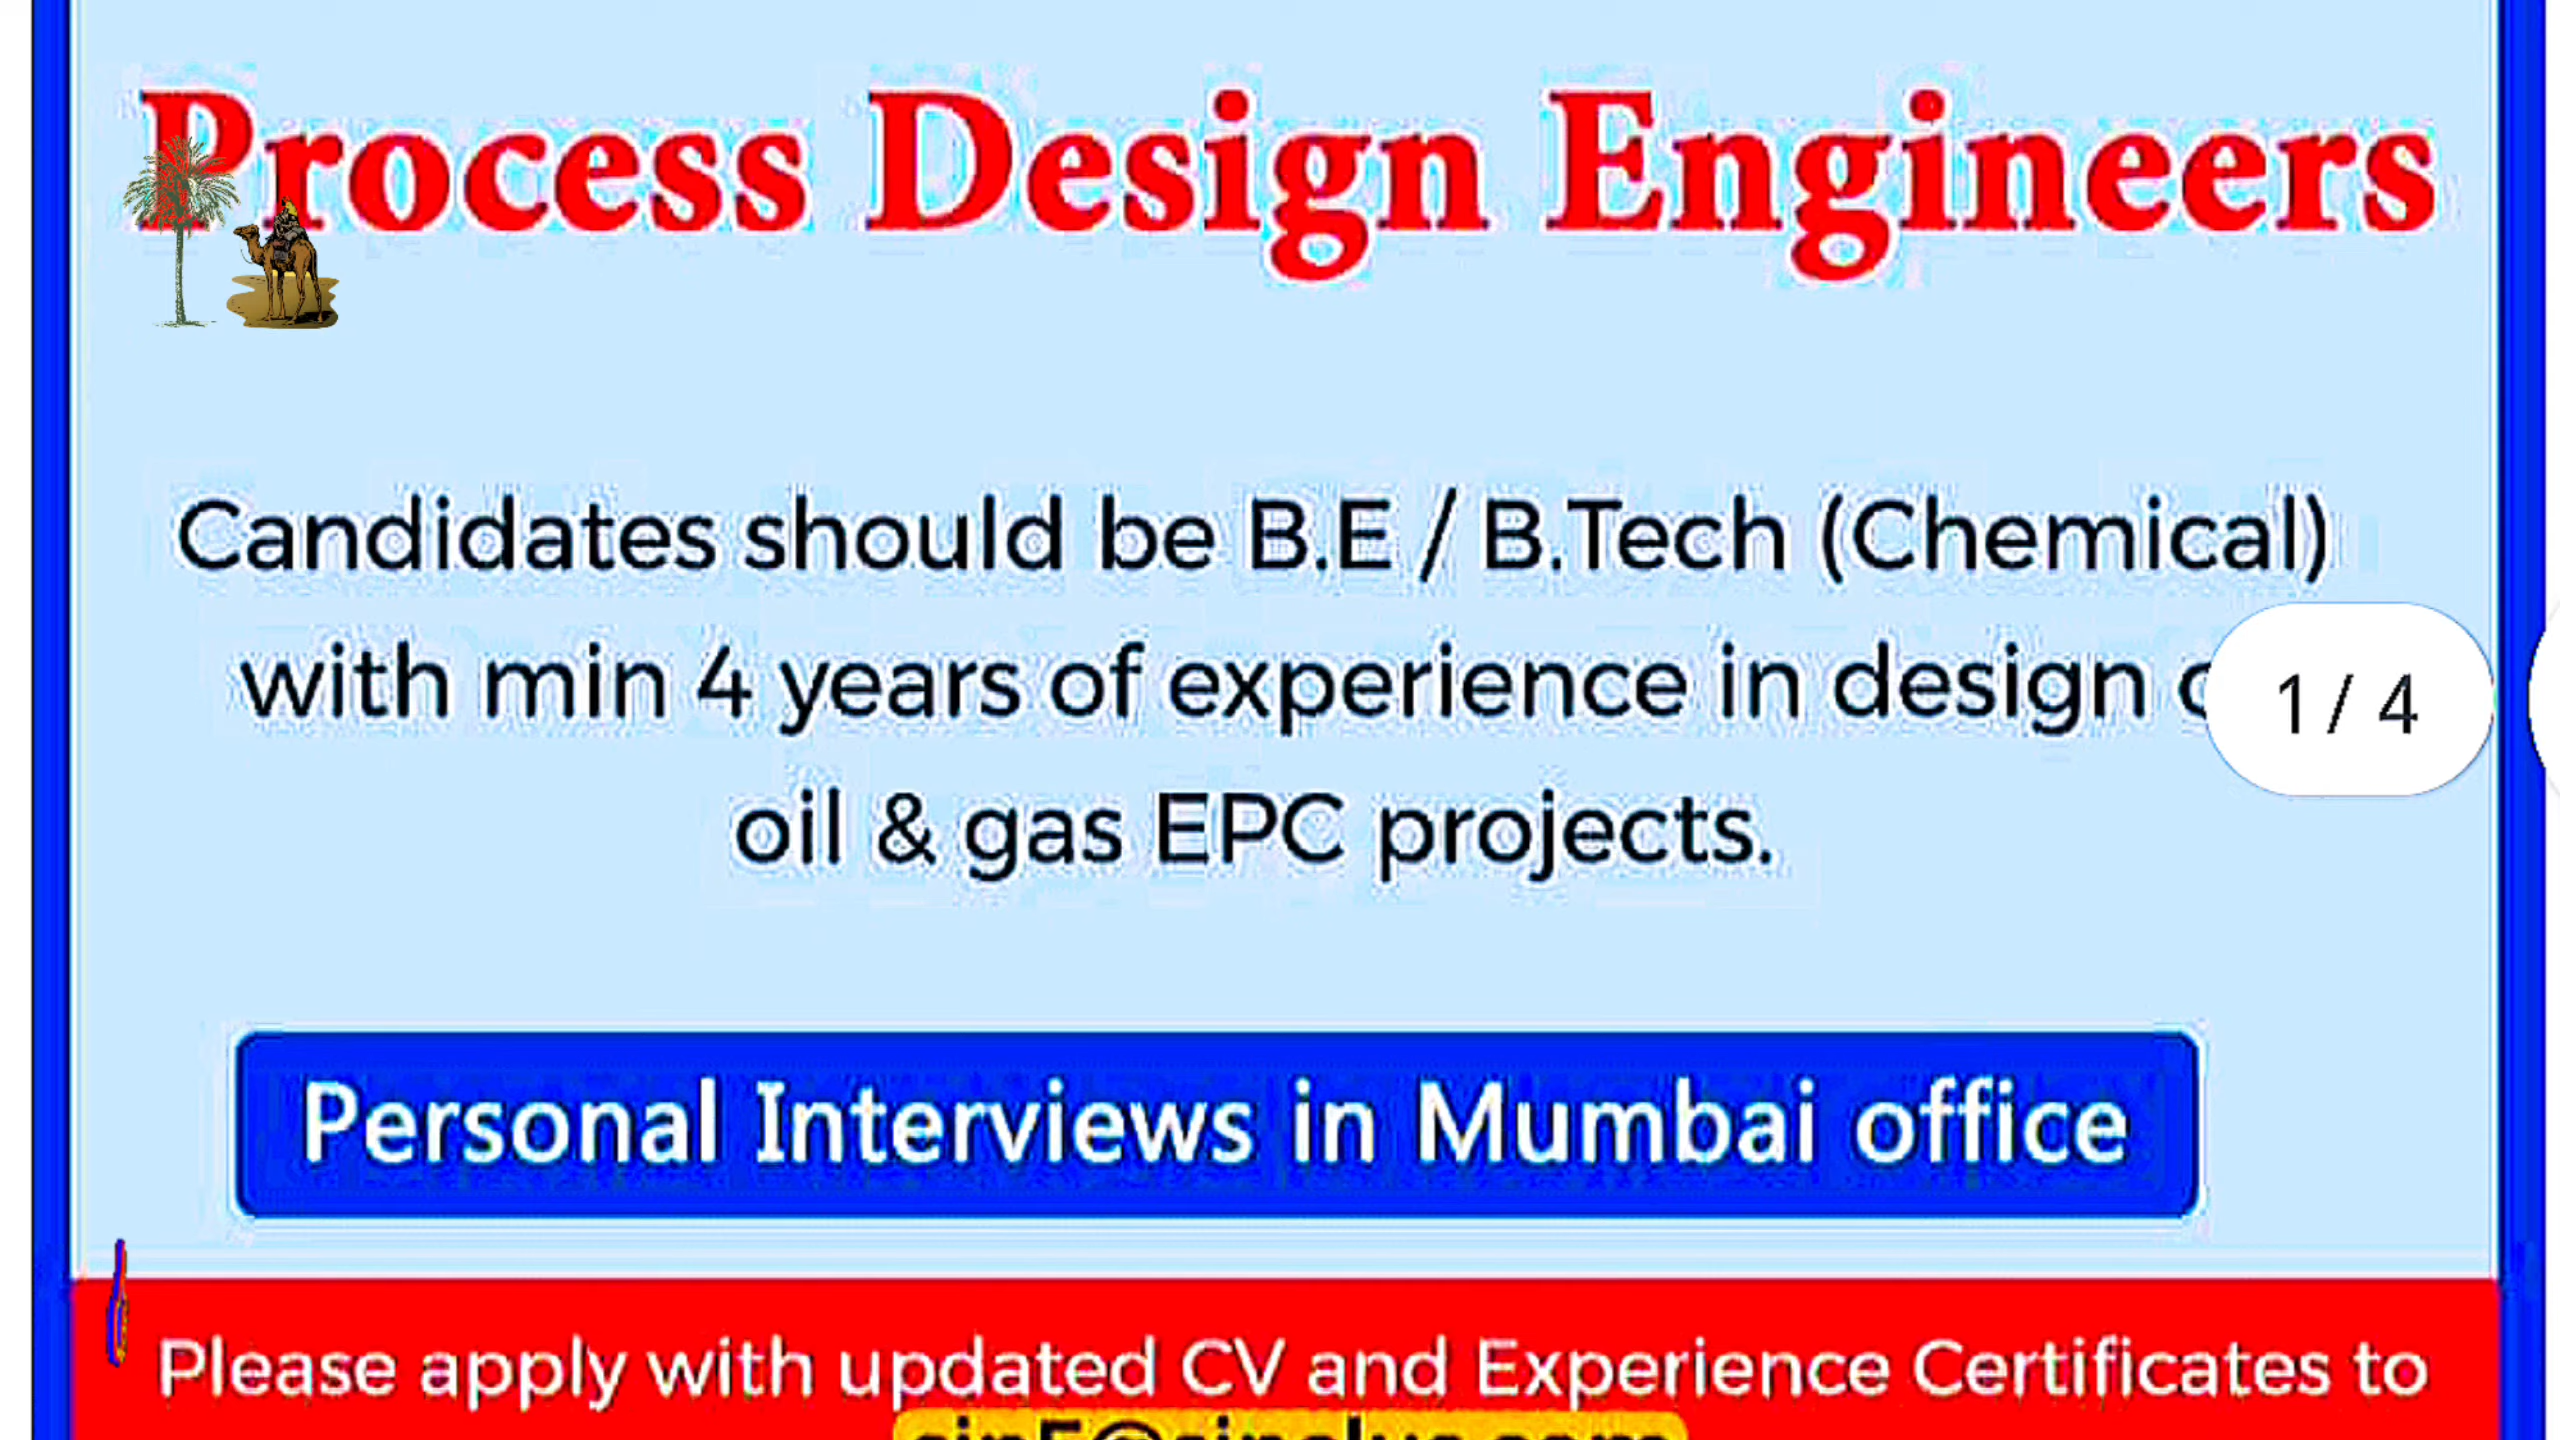 Process Design Engineers
Candidates should be B.E / B.Tech (Chemical)
with min 4 years of experience in design
1 / 4
oil & gas EPC projects.
Personal Interviews in Mumbai office
Please apply with updated CV and Experience Certificates to